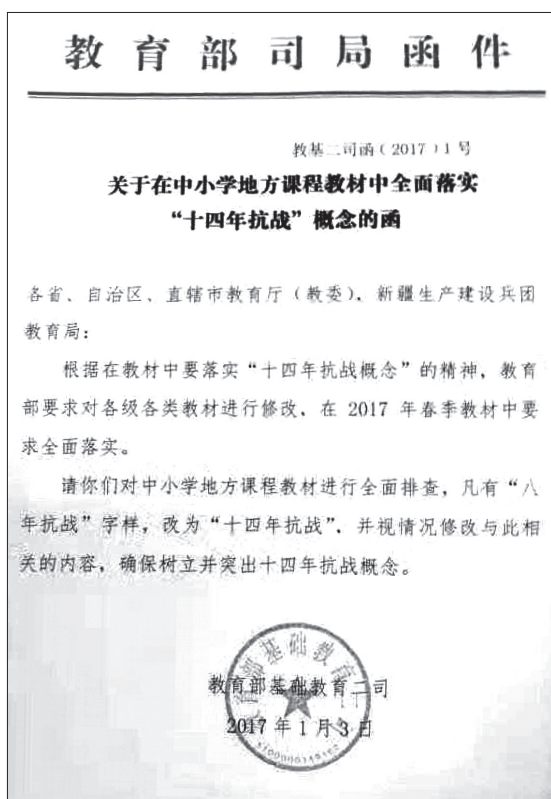 教育部司局函件
教基二司函（2017）1号
关于在中小学地方课程教材中全面落实
“十四年抗战”概念的函
各省、自治区、直辖市教育厅（教委），新疆生产建设兵团
教育局：
根据在教材中要落实“十四年抗战概念”的精神，教育
部要求对各级各类教材进行修改，在 2017 年春季教材中要
求全面落实。
请你们对中小学地方课程教材进行全面排查，凡有“八
年抗战”字样，改为“十四年抗战”，并视情况修改与此相
关的内容，确保树立并突出十四年抗战概念。
教育部基础教育二司
2017 年 1 月 3 日